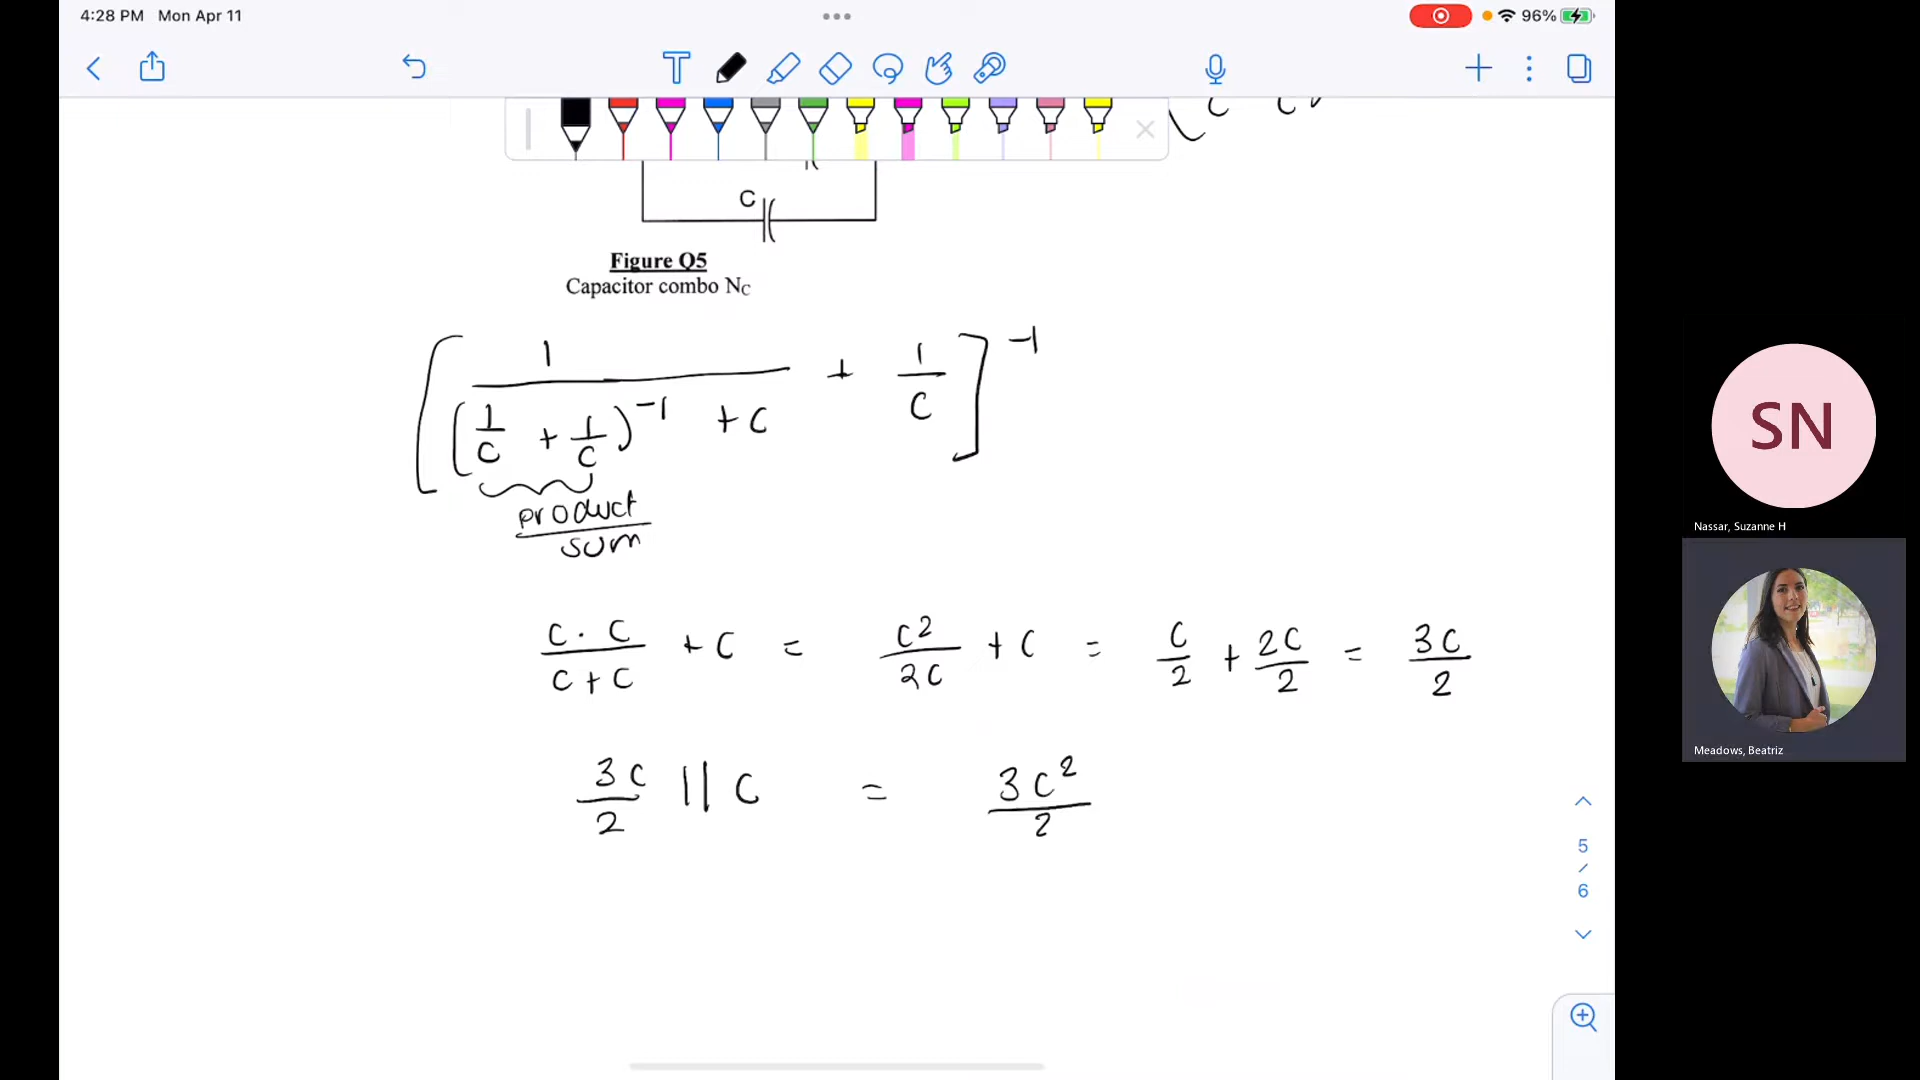 4:28 PM Mon Apr 11
96%
C
Figure Q5
Capacitor combo NC
[ 1 / ((1/C + 1/C)^-1 + C) + 1/C ]^-1
product
sum
C · C / C + C + C = C² / 2C + C = C/2 + 2C/2 = 3C/2
3C/2 || C = 3C²/2
5
/
6
SN
Nassar, Suzanne H
Meadows, Beatriz